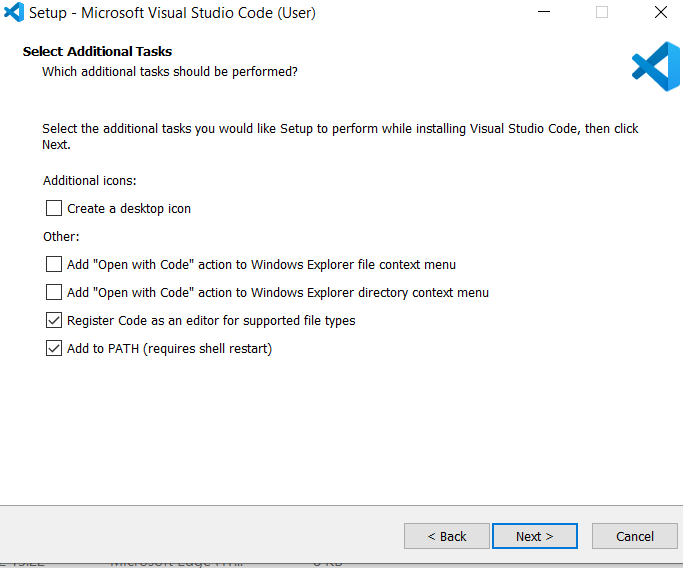 Setup - Microsoft Visual Studio Code (User)
Select Additional Tasks
Which additional tasks should be performed?
Select the additional tasks you would like Setup to perform while installing Visual Studio Code, then click
Next.
Additional icons:
Create a desktop icon
Other:
Add "Open with Code" action to Windows Explorer file context menu
Add "Open with Code" action to Windows Explorer directory context menu
Register Code as an editor for supported file types
Add to PATH (requires shell restart)
< Back Next > Cancel
Microsoft Edge